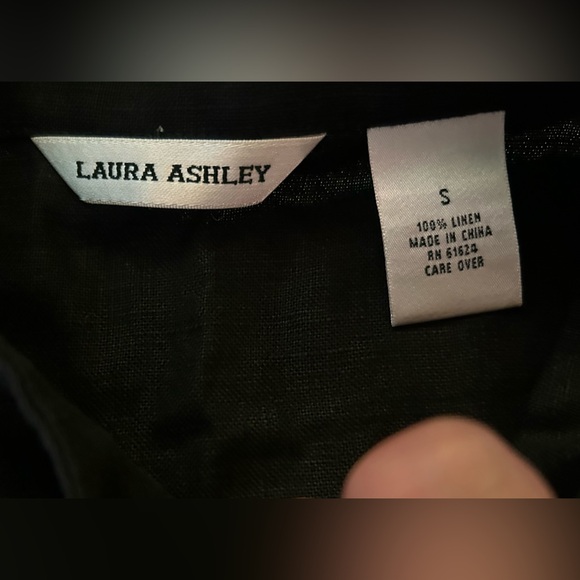 LAURA ASHLEY
S
100% LINEN
MADE IN CHINA
RN 61624
CARE OVER